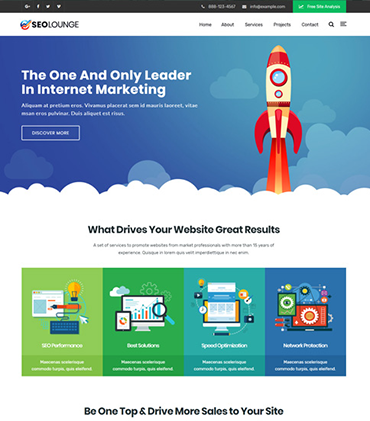 888-123-4567 info@example.com Free Site Analysis
SEOLOUNGE
Home About Services Projects Contact
The One And Only Leader
In Internet Marketing
Aliquam at pretium eros. Vivamus placerat sem id mauris laoreet, vitae
msan eros pulvinar. Duis aliquet est risus.
DISCOVER MORE
What Drives Your Website Great Results
A set of services to promote websites from market professionals with more than 15 years of
experience. Quisque in lorem quis velit imperdiettique in nec anim.
SEO Performance
Maecenas scelerisque
commodo turpis, quis eleifend.
Best Solutions
Maecenas scelerisque
commodo turpis, quis eleifend.
Speed Optimization
Maecenas scelerisque
commodo turpis, quis eleifend.
Network Protection
Maecenas scelerisque
commodo turpis, quis eleifend.
Be One Top & Drive More Sales to Your Site